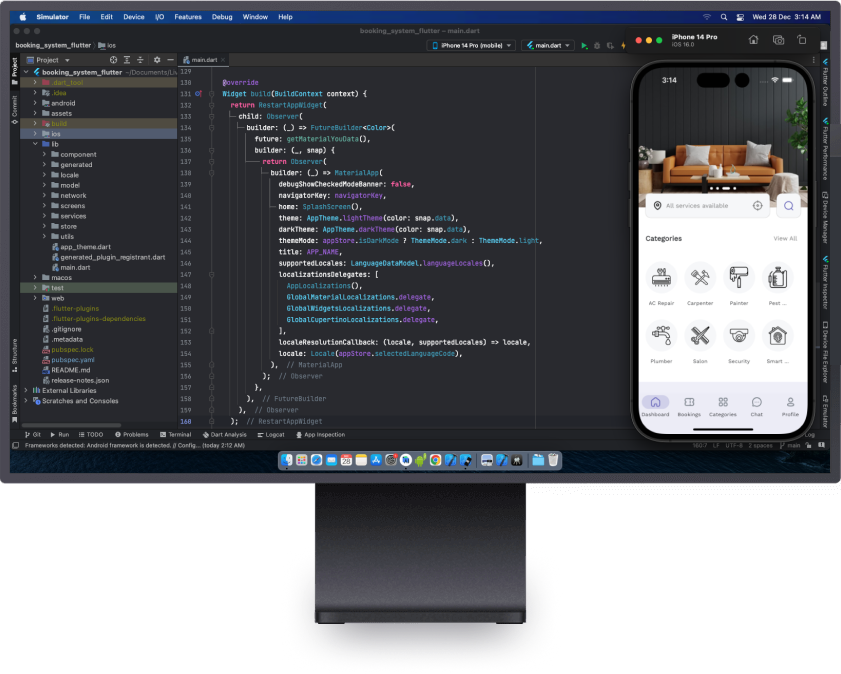 Simulator File Edit Device I/O Features Debug Window Help
Wed 28 Dec 3:14 AM
booking_system_flutter – main.dart
booking_system_flutter ios
iPhone 14 Pro (mobile)
main.dart
iPhone 14 Pro
iOS 16.0
Project
main.dart
booking_system_flutter ~/Documents/Liv
.dart_tool
.idea
android
assets
build
ios
lib
component
generated
locale
model
network
screens
services
store
utils
app_theme.dart
generated_plugin_registrant.dart
main.dart
macos
test
web
.flutter-plugins
.flutter-plugins-dependencies
.gitignore
.metadata
pubspec.lock
pubspec.yaml
README.md
release-notes.json
External Libraries
Scratches and Consoles
Project
Commit
Structure
Bookmarks
129
130 @override
131 Widget build(BuildContext context) {
132 return RestartAppWidget(
133 child: Observer(
134 builder: (_) => FutureBuilder<Color>(
135 future: getMaterialYouData(),
136 builder: (_, snap) {
137 return Observer(
138 builder: (_) => MaterialApp(
139 debugShowCheckedModeBanner: false,
140 navigatorKey: navigatorKey,
141 home: SplashScreen(),
142 theme: AppTheme.lightTheme(color: snap.data),
143 darkTheme: AppTheme.darkTheme(color: snap.data),
144 themeMode: appStore.isDarkMode ? ThemeMode.dark : ThemeMode.light,
145 title: APP_NAME,
146 supportedLocales: LanguageDataModel.languageLocales(),
147 localizationsDelegates: [
148 AppLocalizations(),
149 GlobalMaterialLocalizations.delegate,
150 GlobalWidgetsLocalizations.delegate,
151 GlobalCupertinoLocalizations.delegate,
152 ],
153 localeResolutionCallback: (locale, supportedLocales) => locale,
154 locale: Locale(appStore.selectedLanguageCode),
155 ), // MaterialApp
156 ); // Observer
157 },
158 ), // FutureBuilder
159 ), // Observer
160 ); // RestartAppWidget
3:14
All services available
Categories View All
AC Repair Carpenter Painter Pest ...
Plumber Salon Security Smart ...
Dashboard Bookings Categories Chat Profile
Flutter Outline
Flutter Performance
Device Manager
Flutter Inspector
Device File Explorer
Emulator
Git Run TODO Problems Terminal Dart Analysis Logcat App Inspection
Frameworks detected: Android framework is detected. // Config... (today 2:12 AM)
LF UTF-8 2 spaces main